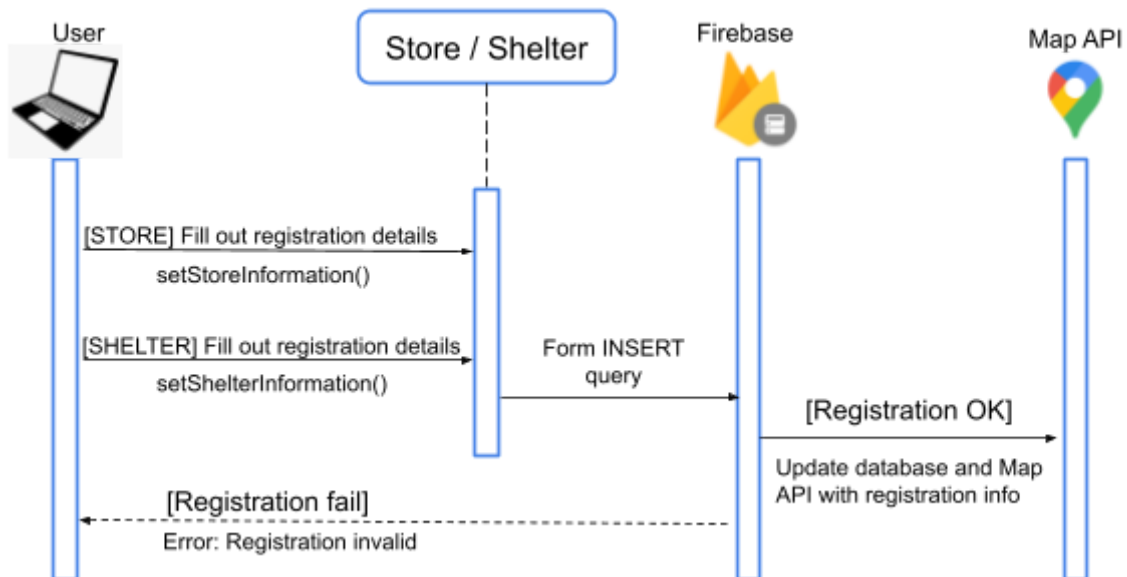 User
Store / Shelter
Firebase
Map API
[STORE] Fill out registration details
setStoreInformation()
[SHELTER] Fill out registration details
setShelterInformation()
Form INSERT
query
[Registration OK]
Update database and Map
API with registration info
[Registration fail]
Error: Registration invalid